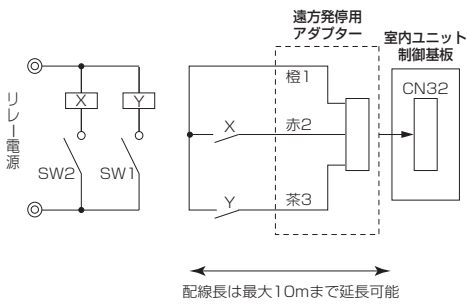 遠方発停用
アダプター
室内ユニット
制御基板
CN32
橙1
X
Y
X
赤2
リレー電源
SW2
SW1
Y
茶3
配線長は最大10mまで延長可能